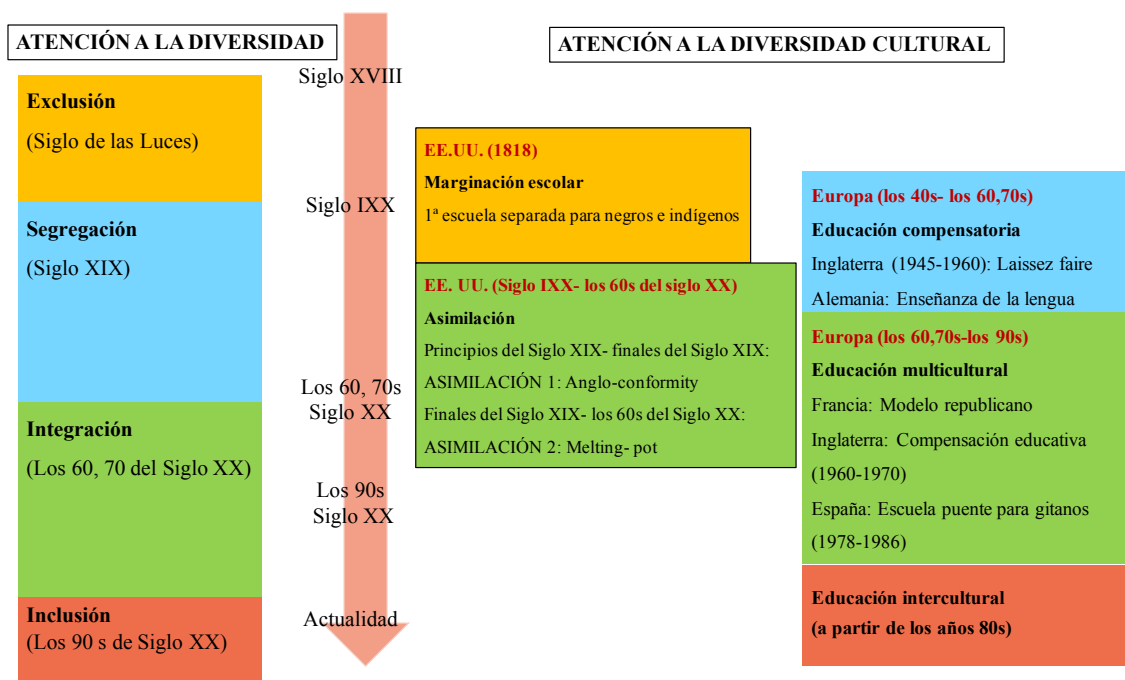 ATENCIÓN A LA DIVERSIDAD
Exclusión
(Siglo de las Luces)
Segregación
(Siglo XIX)
Integración
(Los 60, 70 del Siglo XX)
Inclusión
(Los 90 s de Siglo XX)
Siglo XVIII
Siglo IXX
Los 60, 70s
Siglo XX
Los 90s
Siglo XX
Actualidad
ATENCIÓN A LA DIVERSIDAD CULTURAL
EE.UU. (1818)
Marginación escolar
1ª escuela separada para negros e indígenos
EE. UU. (Siglo IXX- los 60s del siglo XX)
Asimilación
Principios del Siglo XIX- finales del Siglo XIX:
ASIMILACIÓN 1: Anglo-conformity
Finales del Siglo XIX- los 60s del Siglo XX:
ASIMILACIÓN 2: Melting- pot
Europa (los 40s- los 60,70s)
Educación compensatoria
Inglaterra (1945-1960): Laissez faire
Alemania: Enseñanza de la lengua
Europa (los 60,70s-los 90s)
Educación multicultural
Francia: Modelo republicano
Inglaterra: Compensación educativa
(1960-1970)
España: Escuela puente para gitanos
(1978-1986)
Educación intercultural
(a partir de los años 80s)